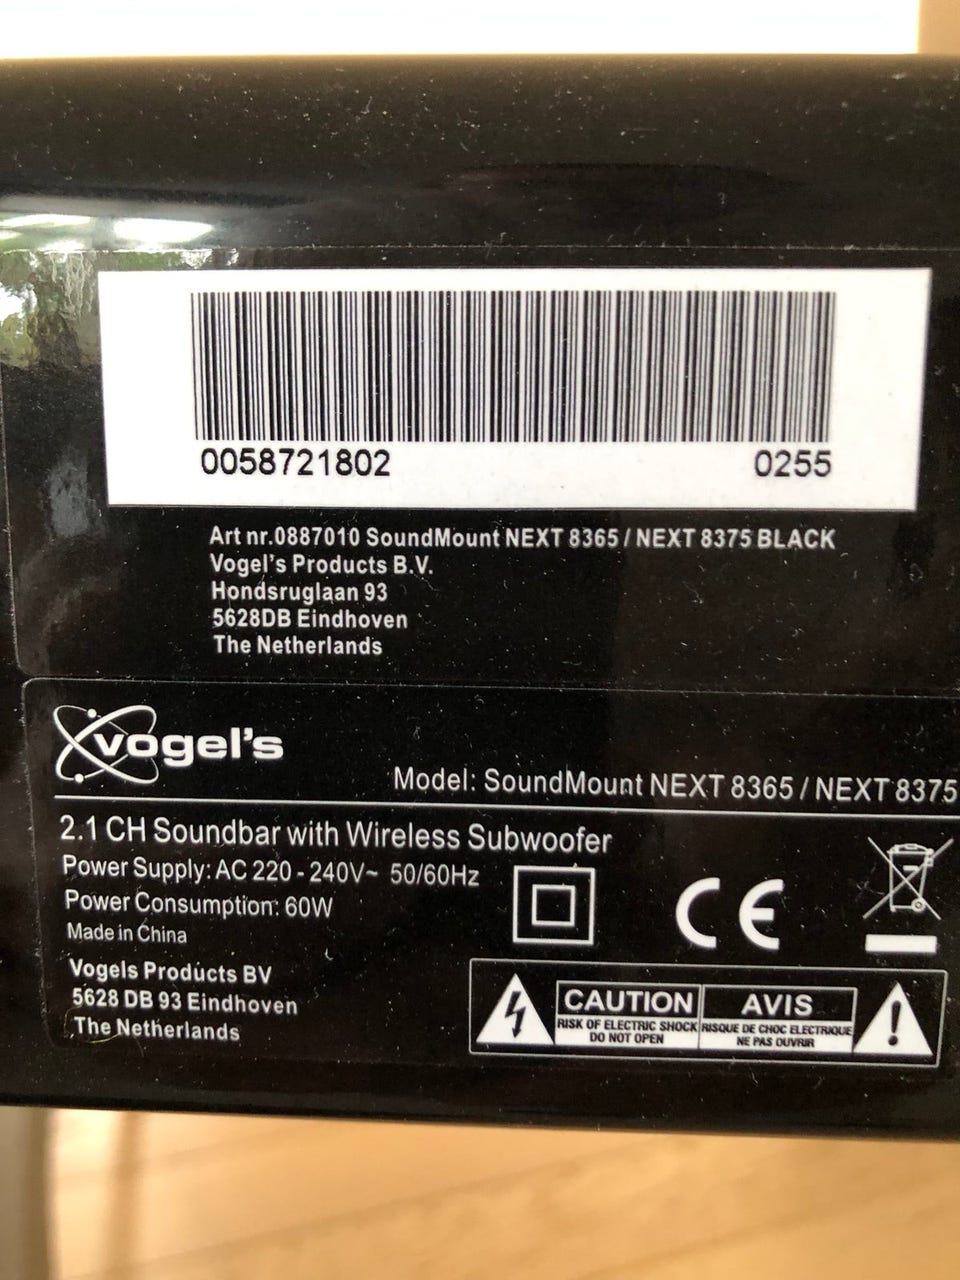 0058721802 0255
Art nr.0887010 SoundMount NEXT 8365 / NEXT 8375 BLACK
Vogel's Products B.V.
Hondsruglaan 93
5628DB Eindhoven
The Netherlands
vogel's
Model: SoundMount NEXT 8365 / NEXT 8375
2.1 CH Soundbar with Wireless Subwoofer
Power Supply: AC 220 - 240V~ 50/60Hz
Power Consumption: 60W
Made in China
CE
Vogels Products BV
5628 DB 93 Eindhoven
The Netherlands
CAUTION
RISK OF ELECTRIC SHOCK
DO NOT OPEN
AVIS
RISQUE DE CHOC ELECTRIQUE
NE PAS OUVRIR